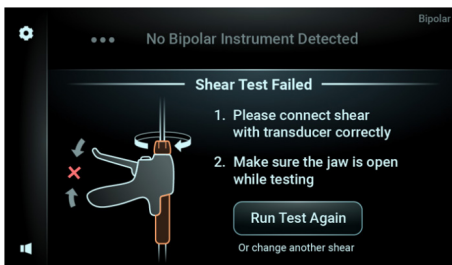 Bipolar
No Bipolar Instrument Detected
Shear Test Failed
1. Please connect shear
with transducer correctly
2. Make sure the jaw is open
while testing
Run Test Again
Or change another shear